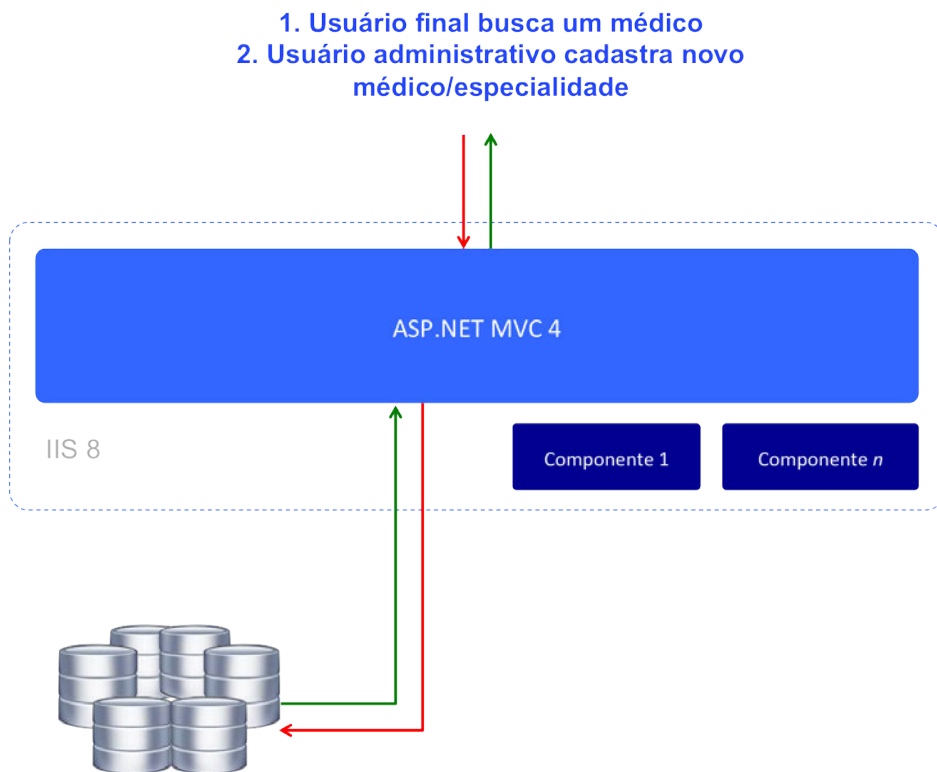 1. Usuário final busca um médico
2. Usuário administrativo cadastra novo
médico/especialidade
ASP.NET MVC 4
IIS 8
Componente 1
Componente n